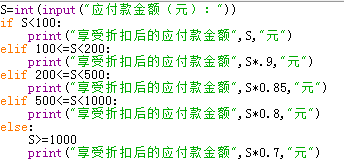 S=int(input("应付款金额（元）："))
if S<100:
    print("享受折扣后的应付款金额",S,"元")
elif 100<=S<200:
    print("享受折扣后的应付款金额",S*.9,"元")
elif 200<=S<500:
    print("享受折扣后的应付款金额",S*0.85,"元")
elif 500<=S<1000:
    print("享受折扣后的应付款金额",S*0.8,"元")
else:
    S>=1000
    print("享受折扣后的应付款金额",S*0.7,"元")